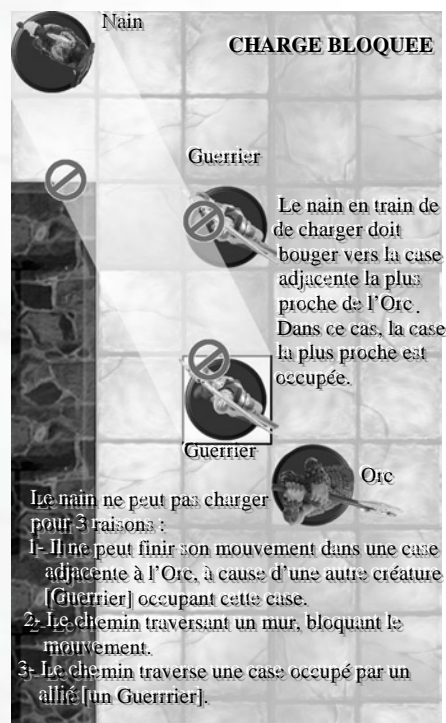 Nain
CHARGE BLOQUEE
Guerrier
Le nain en train de
de charger doit
bouger vers la case
adjacente la plus
proche de l'Orc.
Dans ce cas, la case
la plus proche est
occupée.
Guerrier
Orc
Le nain ne peut pas charger
pour 3 raisons :
1- Il ne peut finir son mouvement dans une case
adjacente à l'Orc, à cause d'une autre créature
[Guerrier] occupant cette case.
2- Le chemin traversant un mur, bloquant le
mouvement.
3- Le chemin traverse une case occupé par un
allié [un Guerrrier].